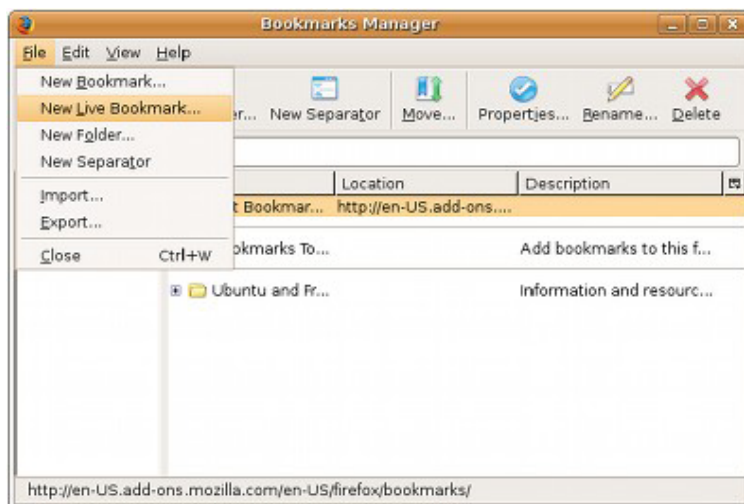 Bookmarks Manager
File Edit View Help
New Bookmark...
New Live Bookmark...
New Folder...
New Separator
Import...
Export...
Close Ctrl+W
er... New Separator Move... Properties... Rename... Delete
Location Description
t Bookmar... http://en-US.add-ons....
okmarks To... Add bookmarks to this f...
Ubuntu and Fr... Information and resourc...
http://en-US.add-ons.mozilla.com/en-US/firefox/bookmarks/